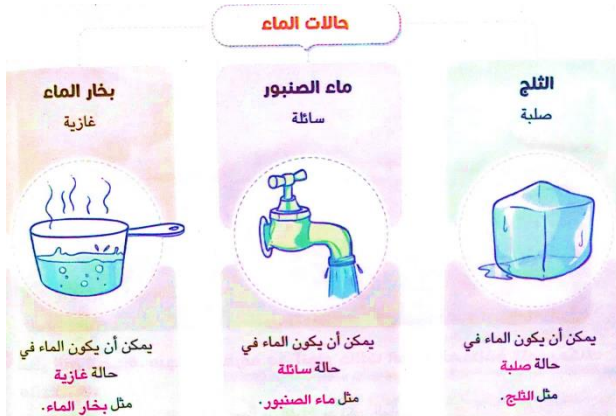 حالات الماء
الثلج
صلبة
يمكن أن يكون الماء في
حالة صلبة
مثل الثلج.
ماء الصنبور
سائلة
يمكن أن يكون الماء في
حالة سائلة
مثل ماء الصنبور.
بخار الماء
غازية
يمكن أن يكون الماء في
حالة غازية
مثل بخار الماء.